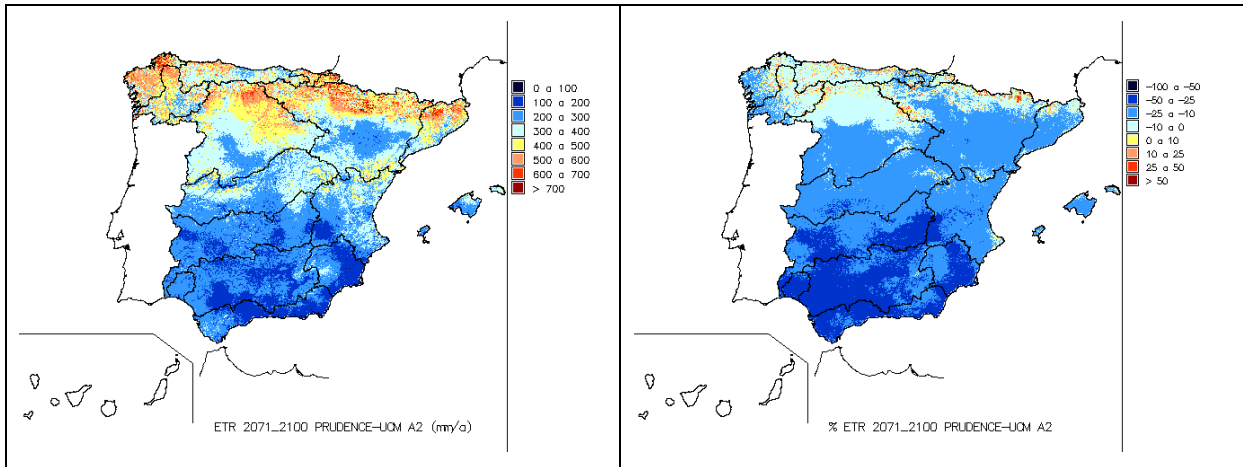 0 a 100
100 a 200
200 a 300
300 a 400
400 a 500
500 a 600
600 a 700
> 700
ETR 2071_2100 PRUDENCE-UCM A2 (mm/a)
-100 a -50
-50 a -25
-25 a -10
-10 a 0
0 a 10
10 a 25
25 a 50
> 50
% ETR 2071_2100 PRUDENCE-UCM A2